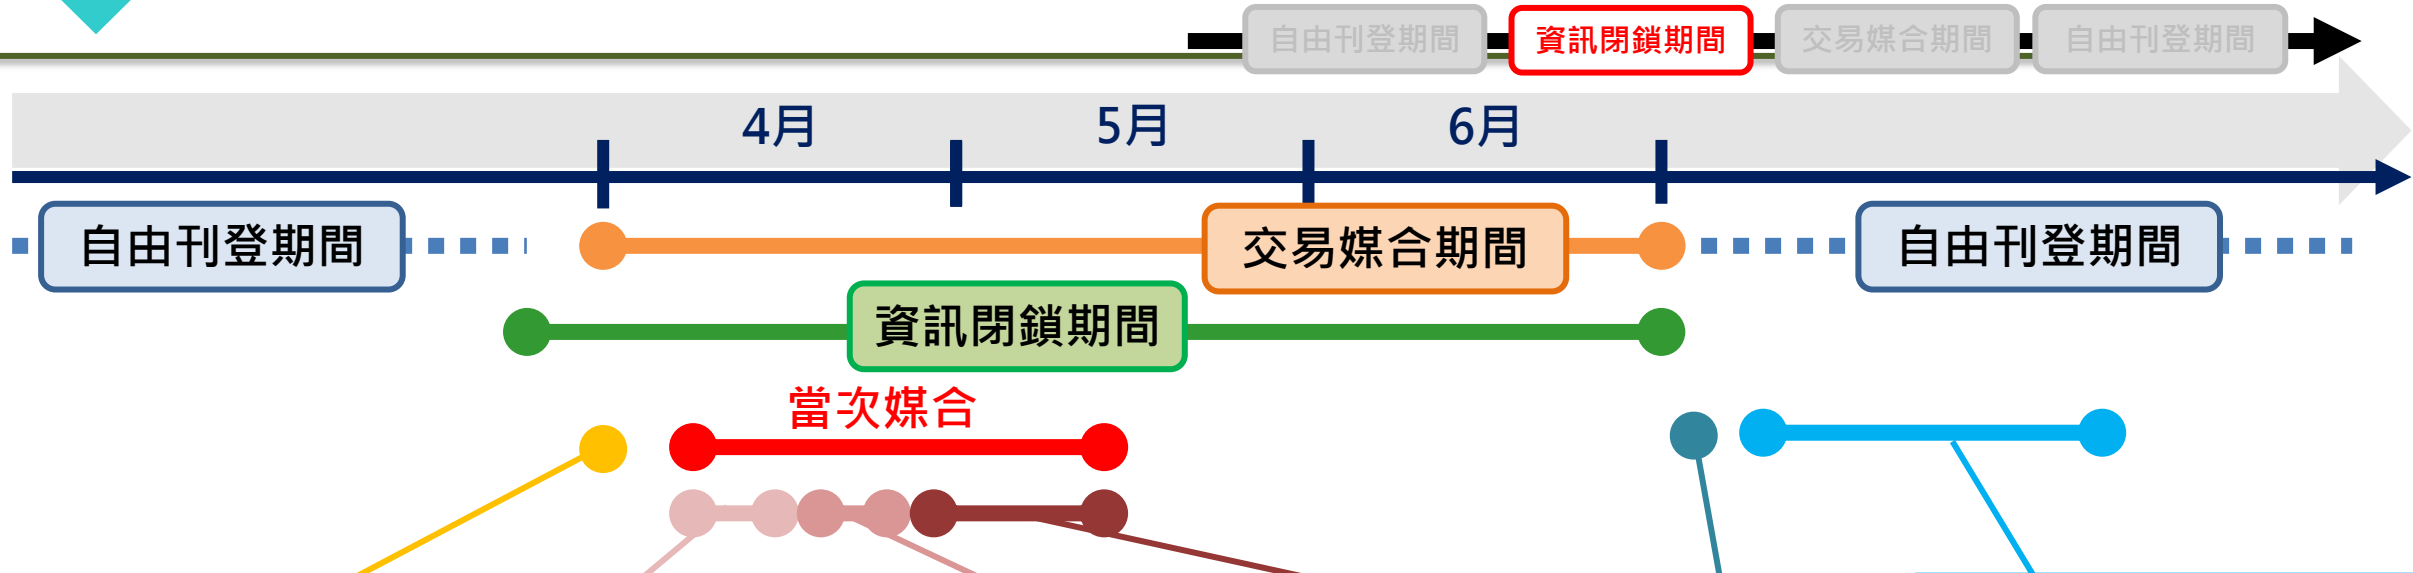 自由刊登期間 資訊閉鎖期間 交易媒合期間 自由刊登期間
4月 5月 6月
自由刊登期間 交易媒合期間 自由刊登期間
資訊閉鎖期間
當次媒合